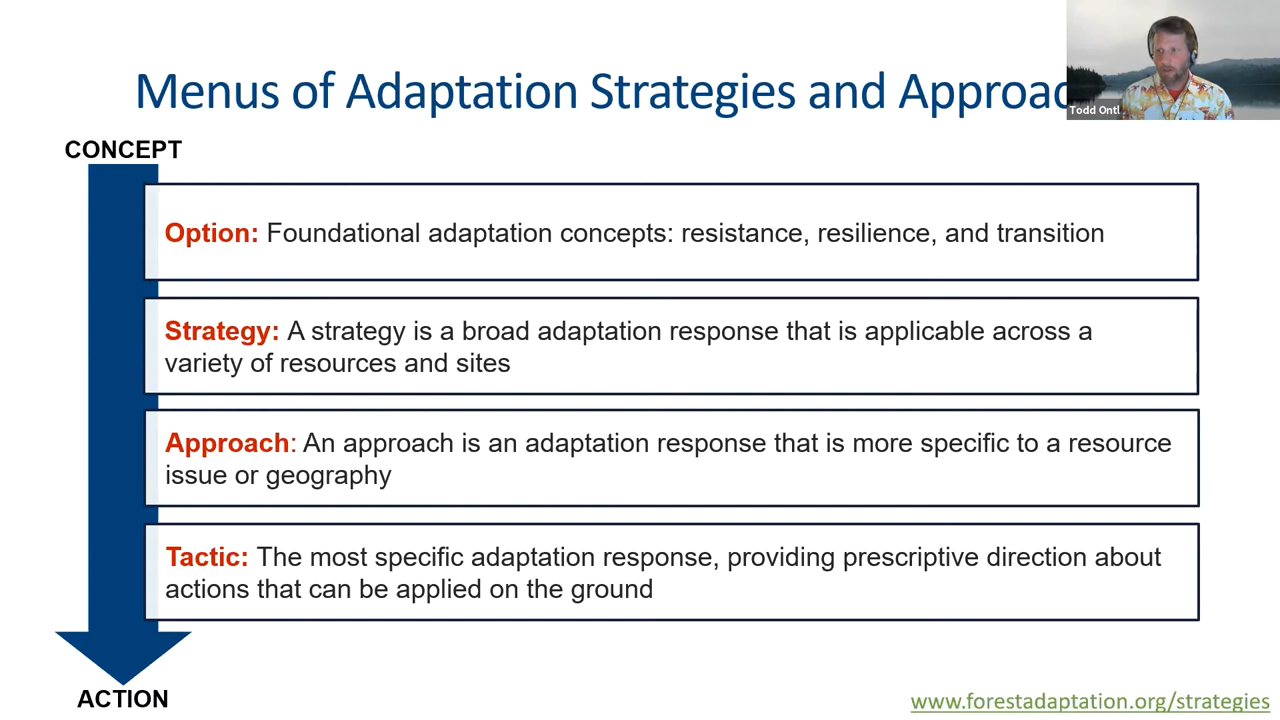 Menus of Adaptation Strategies and Approac
Todd Ontl
CONCEPT
Option: Foundational adaptation concepts: resistance, resilience, and transition
Strategy: A strategy is a broad adaptation response that is applicable across a
variety of resources and sites
Approach: An approach is an adaptation response that is more specific to a resource
issue or geography
Tactic: The most specific adaptation response, providing prescriptive direction about
actions that can be applied on the ground
ACTION
www.forestadaptation.org/strategies